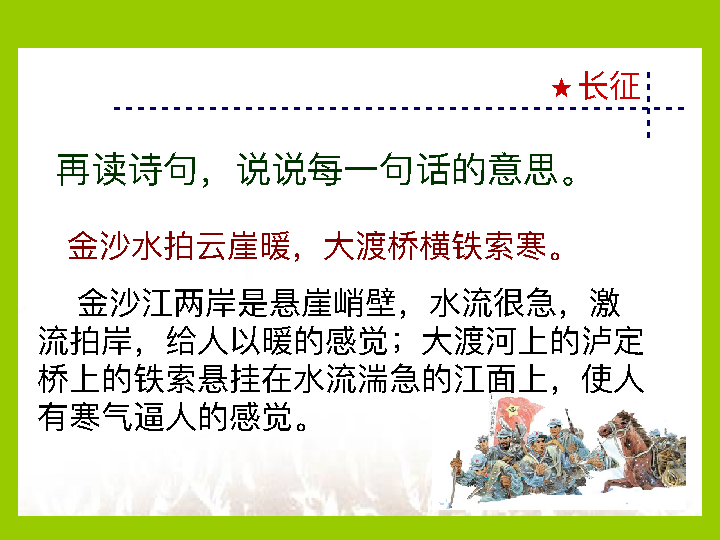 ★长征
再读诗句，说说每一句话的意思。
金沙水拍云崖暖，大渡桥横铁索寒。
金沙江两岸是悬崖峭壁，水流很急，激
流拍岸，给人以暖的感觉；大渡河上的泸定
桥上的铁索悬挂在水流湍急的江面上，使人
有寒气逼人的感觉。